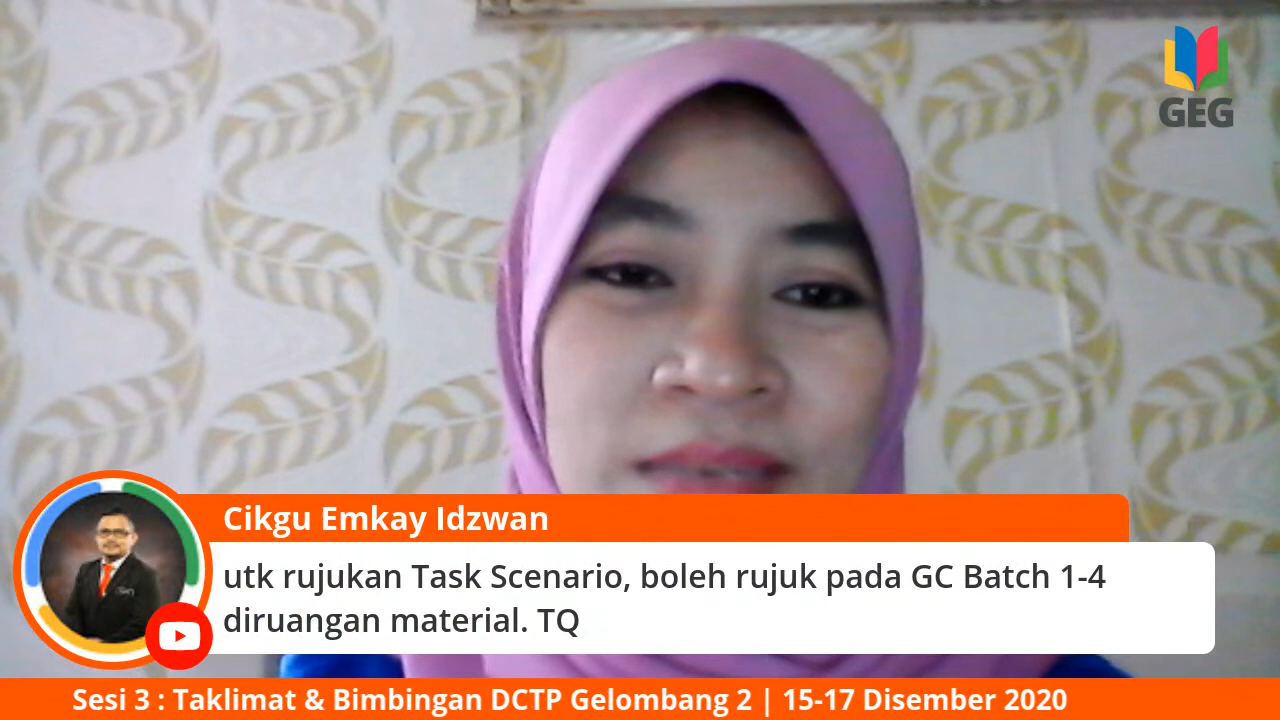 GEG
Cikgu Emkay Idzwan
utk rujukan Task Scenario, boleh rujuk pada GC Batch 1-4
diruangan material. TQ
Sesi 3 : Taklimat & Bimbingan DCTP Gelombang 2 | 15-17 Disember 2020